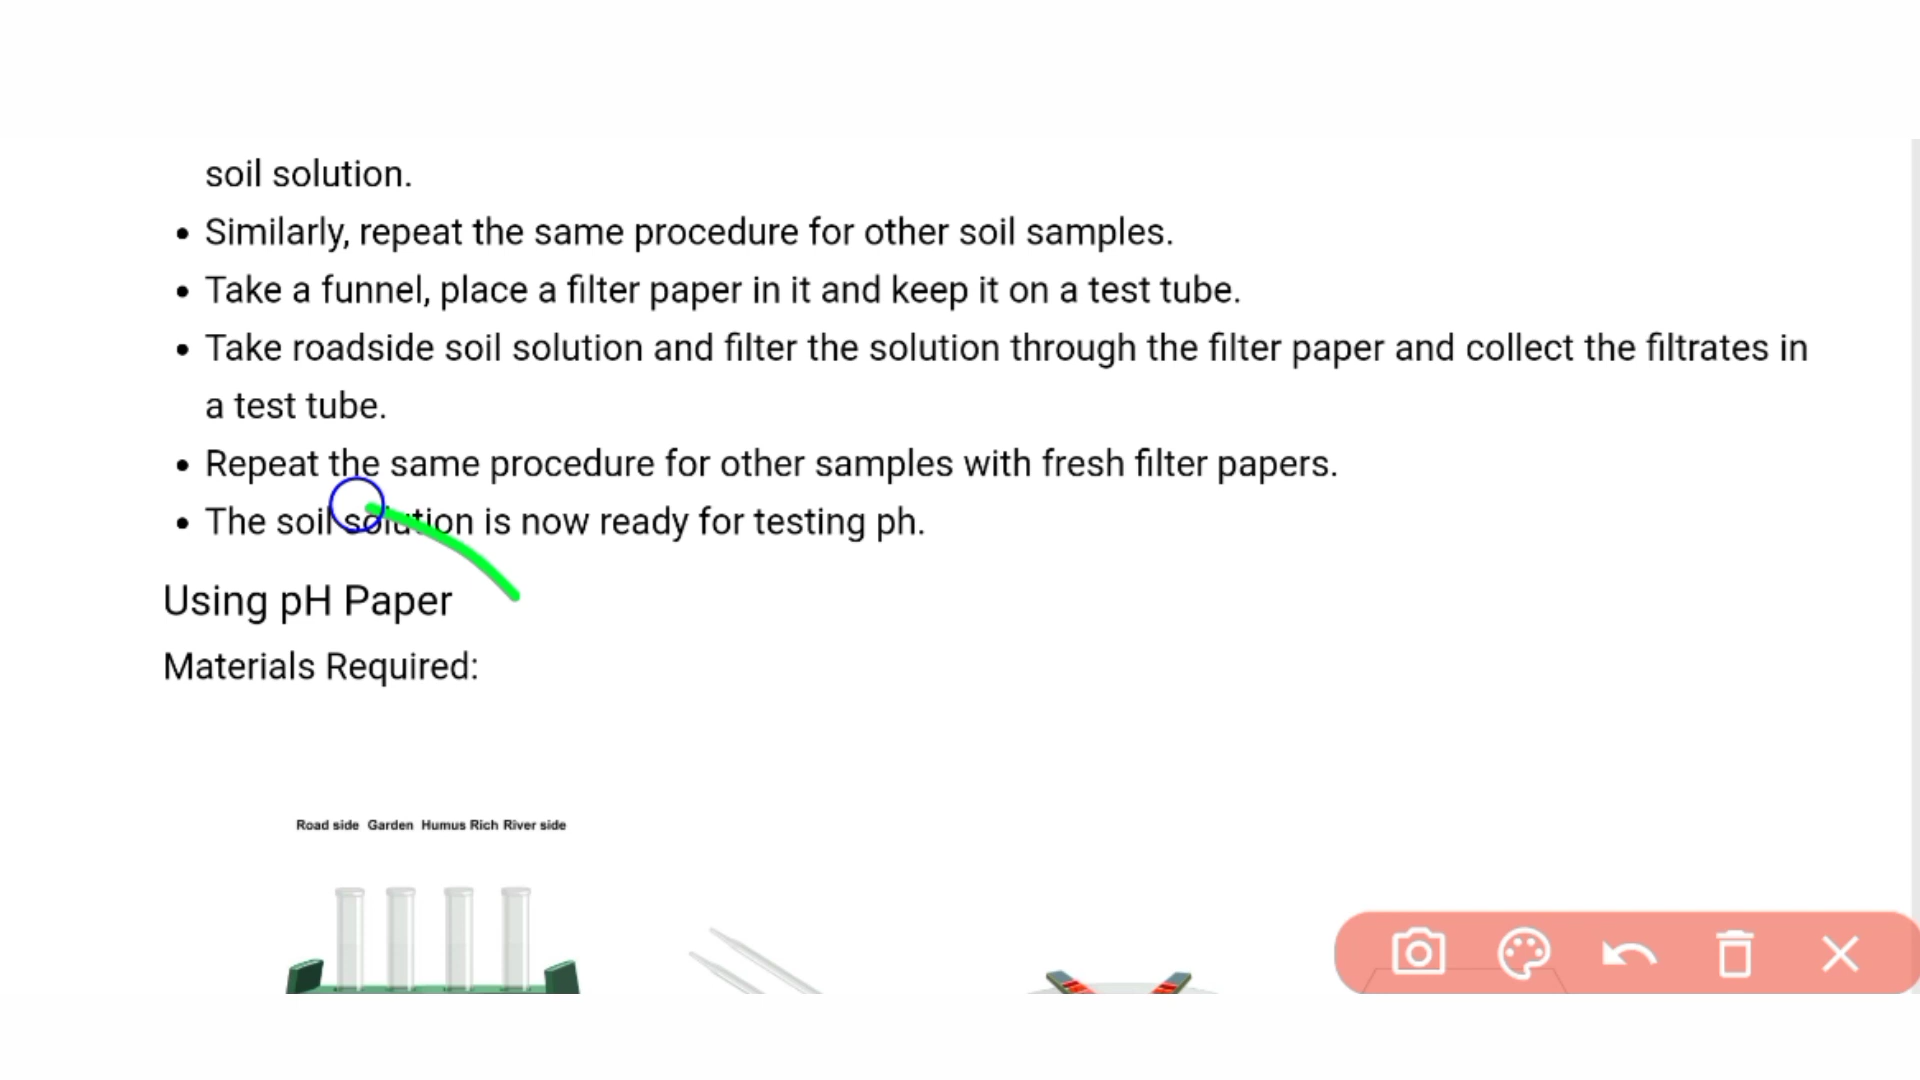 soil solution.
• Similarly, repeat the same procedure for other soil samples.
• Take a funnel, place a filter paper in it and keep it on a test tube.
• Take roadside soil solution and filter the solution through the filter paper and collect the filtrates in
a test tube.
• Repeat the same procedure for other samples with fresh filter papers.
• The soil solution is now ready for testing ph.
Using pH Paper
Materials Required:
Road side Garden Humus Rich River side